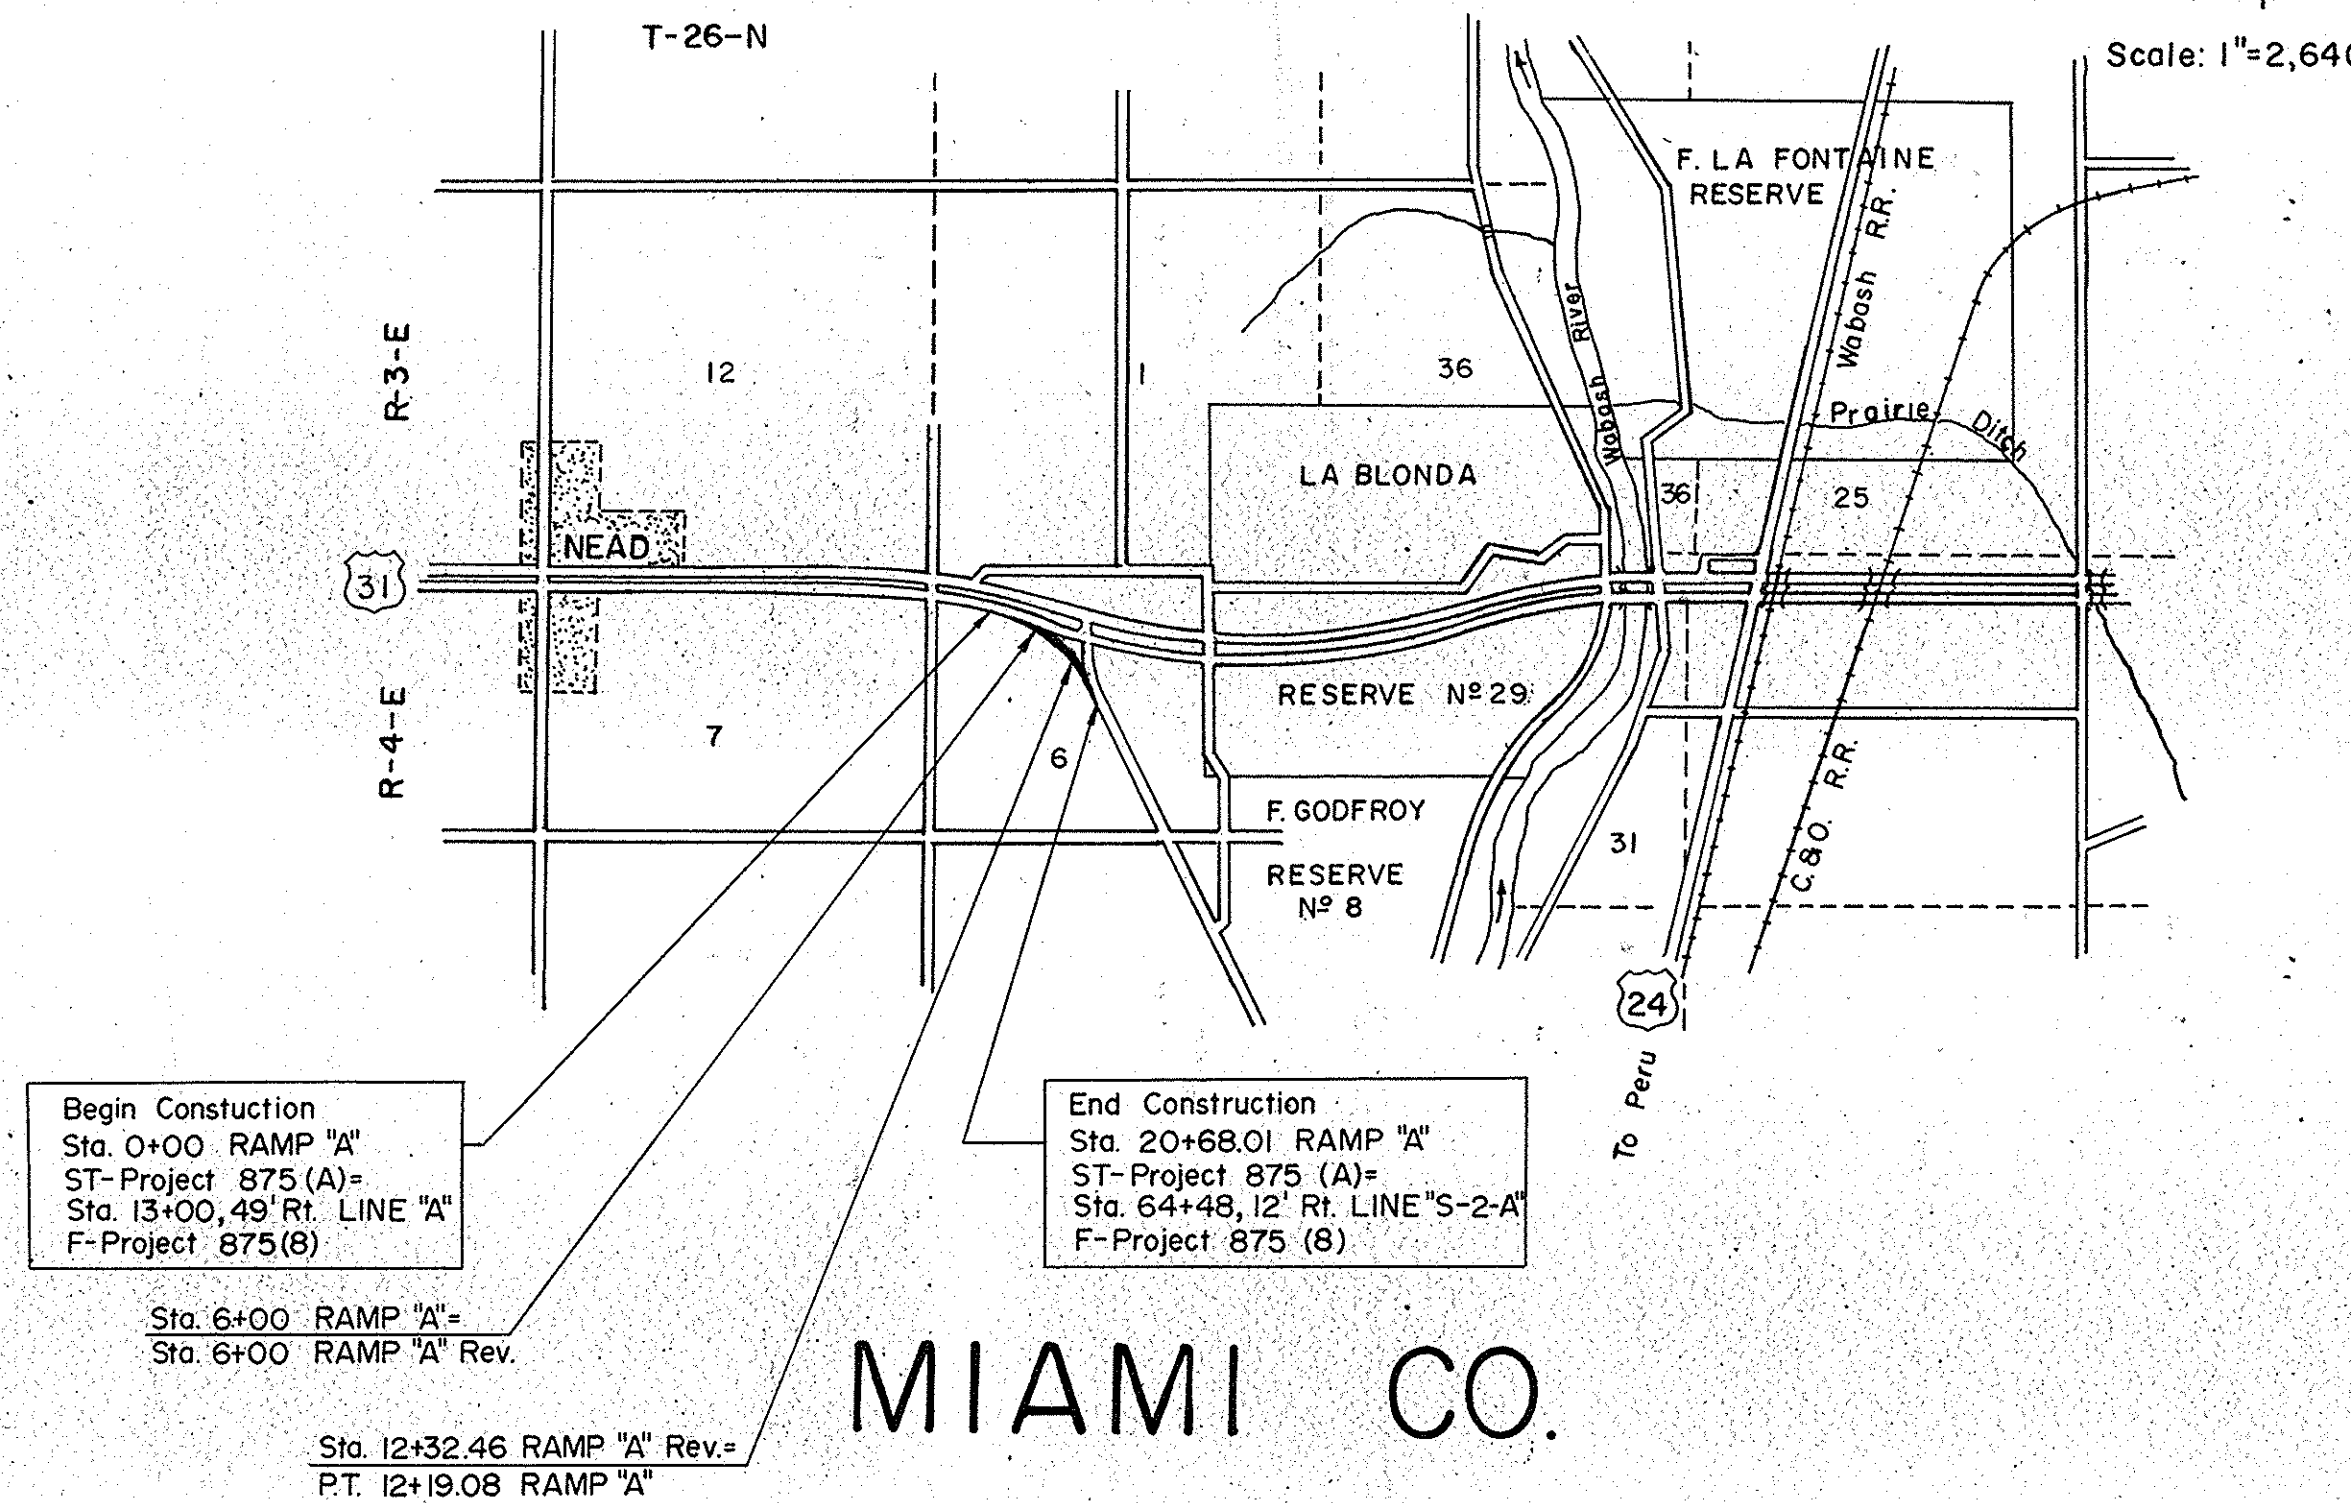 T-26-N
Scale: 1"=2,640
F. LA FONTAINE
RESERVE
Wabash R.R.
R-3-E
12
1
36
Wabash River
Prairie Ditch
LA BLONDA
36
25
NEAD
31
RESERVE Nº 29
R-4-E
7
6
F. GODFROY
RESERVE
Nº 8
31
C.&O. R.R.
24
To Peru
Begin Constuction
Sta. 0+00 RAMP "A"
ST-Project 875 (A)=
Sta. 13+00, 49' Rt. LINE "A"
F-Project 875(8)
End Construction
Sta. 20+68.01 RAMP "A"
ST-Project 875 (A)=
Sta. 64+48, 12' Rt. LINE "S-2-A"
F-Project 875 (8)
Sta. 6+00 RAMP "A"=
Sta. 6+00 RAMP "A" Rev.
MIAMI CO.
Sta. 12+32.46 RAMP "A" Rev.=
P.T. 12+19.08 RAMP "A"